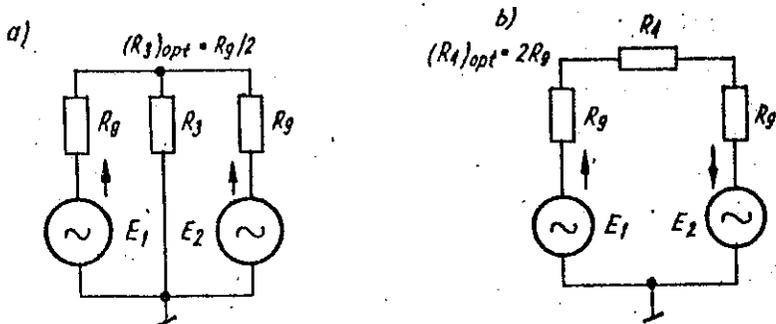 a)
(R3)opt = Rg/2
Rg
R3
Rg
E1
E2
b)
R4
(R4)opt = 2Rg
Rg
Rg
E1
E2